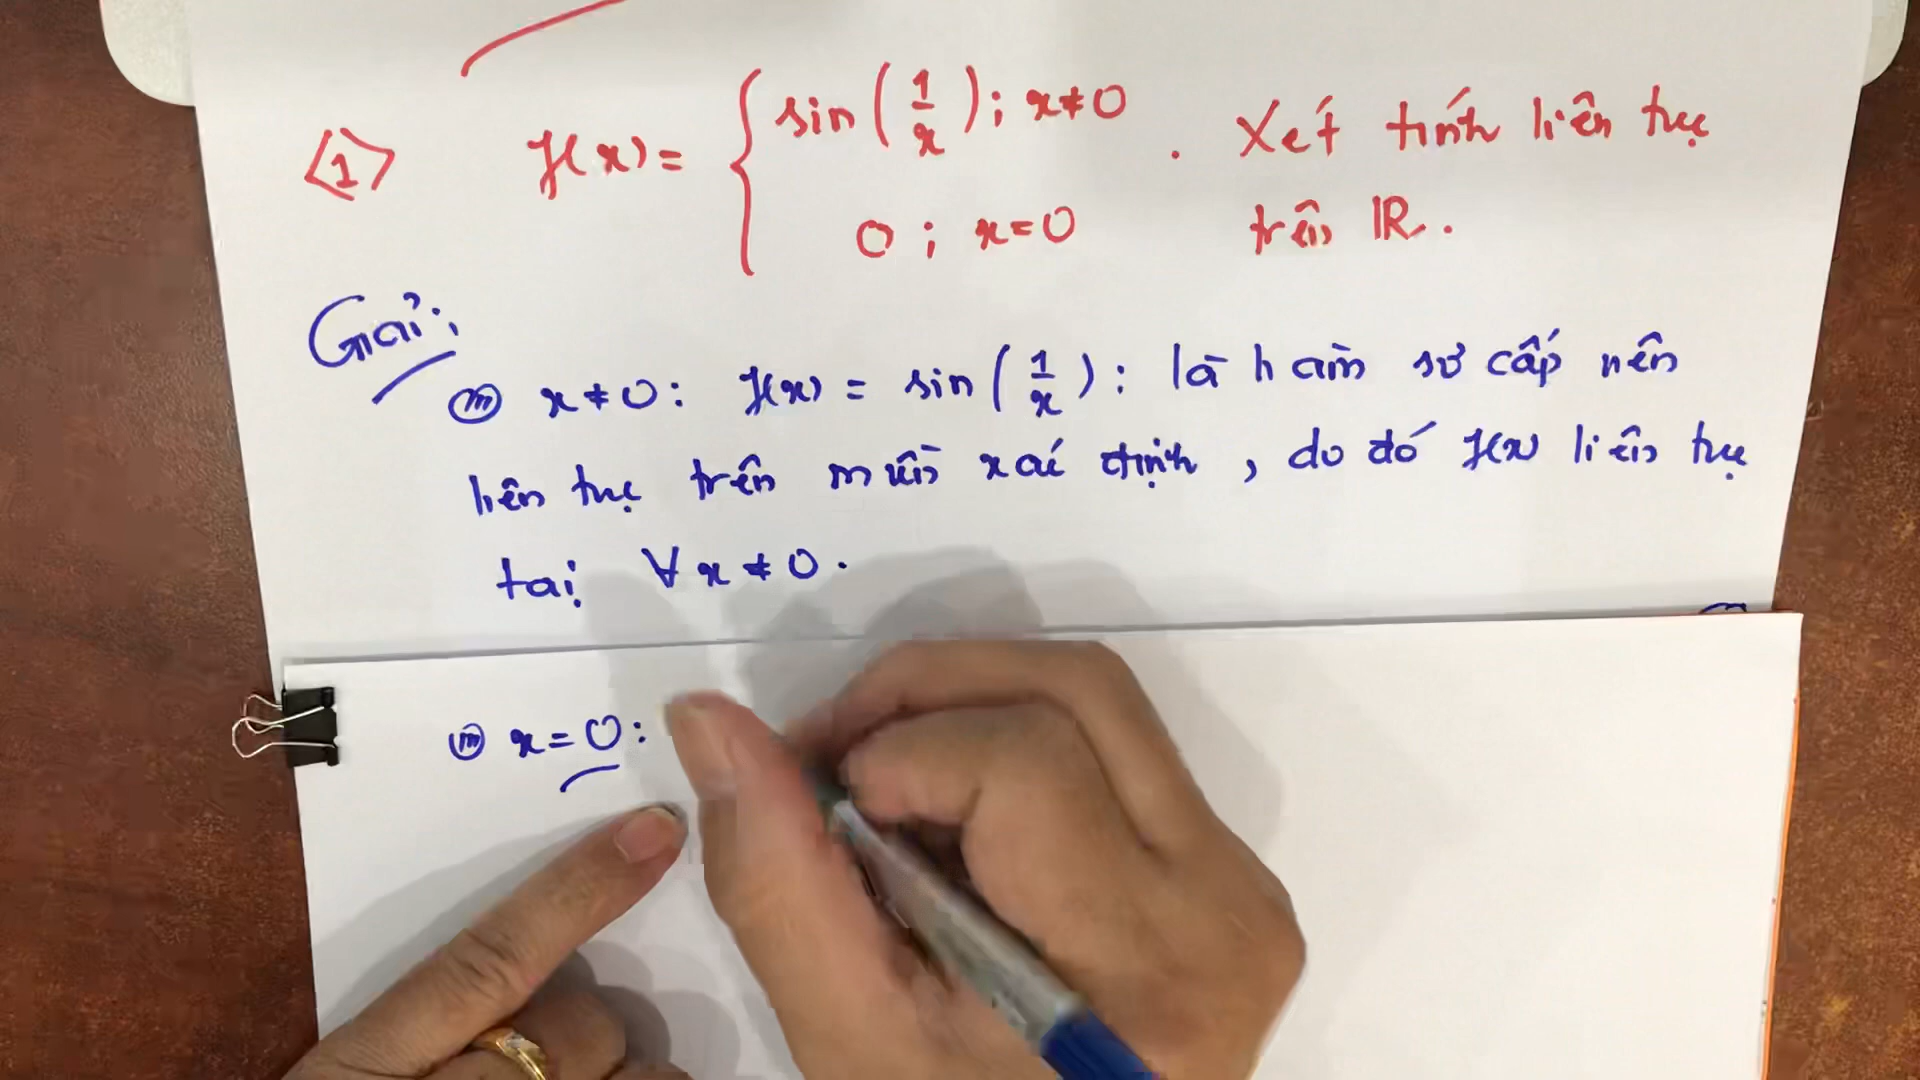 <1> f(x) = { sin(1/x); x≠0 . Xét tính liên tục
0 ; x=0 trên ℝ.
Giải:
(m) x≠0: f(x) = sin(1/x): là hàm sơ cấp nên
liên tục trên miền xác định, do đó f(x) liên tục
tại ∀x≠0.
(m) x=0: